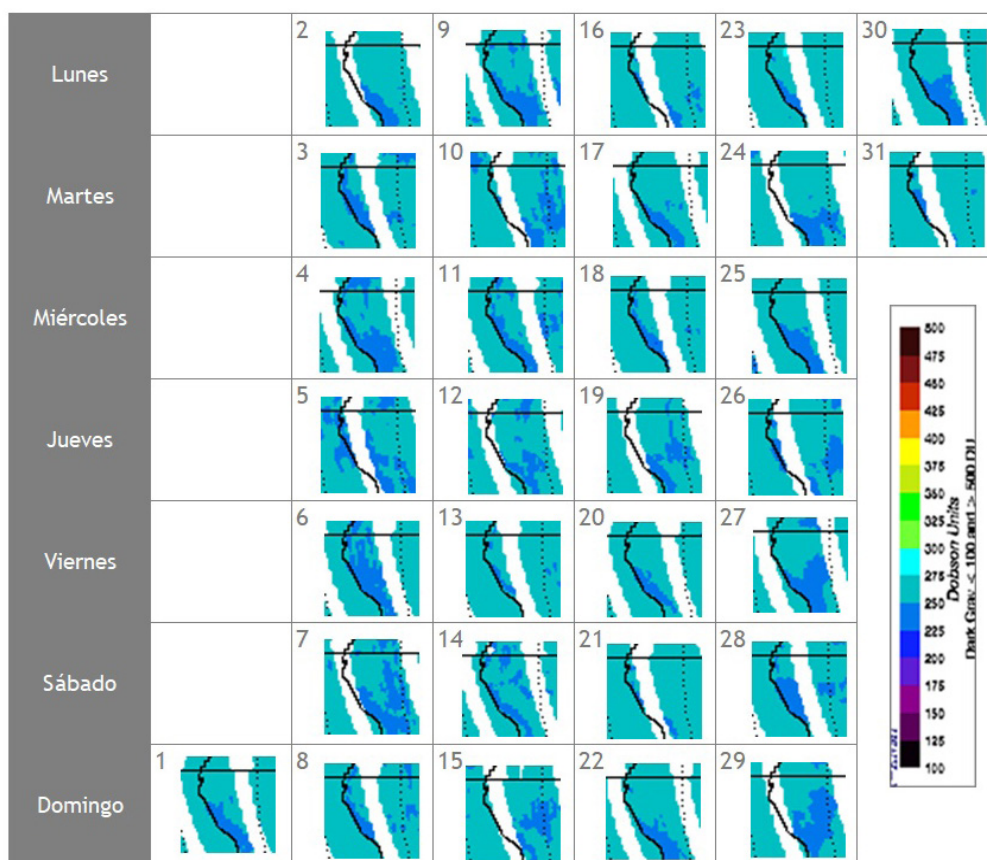 Lunes 2 9 16 23 30
Martes 3 10 17 24 31
Miércoles 4 11 18 25
Jueves 5 12 19 26
Viernes 6 13 20 27
Sábado 7 14 21 28
Domingo 1 8 15 22 29
500
475
450
425
400
375
350
325
300
275
250
225
200
175
150
125
100
Dobson Units
Dark Gray < 100 and > 500 DU